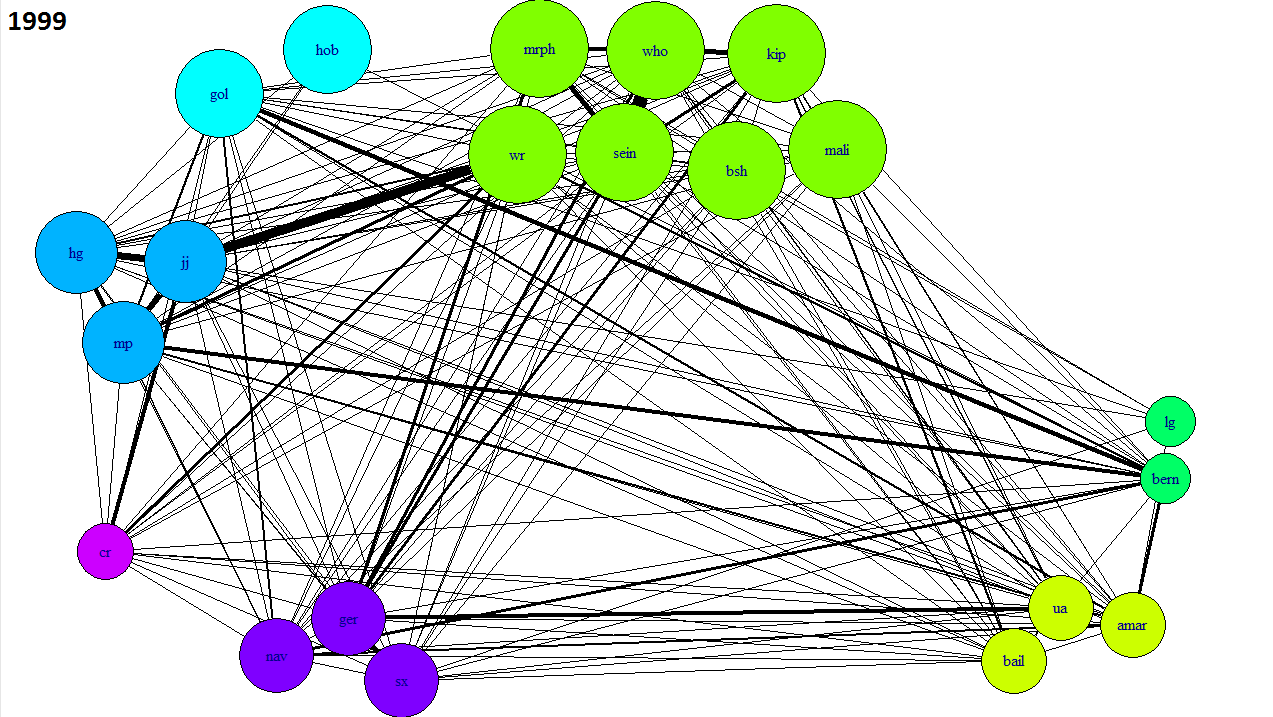 1999
hob
mrph
who
kip
gol
wr
sein
bsh
mali
hg
jj
mp
lg
bern
cr
ger
nav
sx
ua
amar
bail